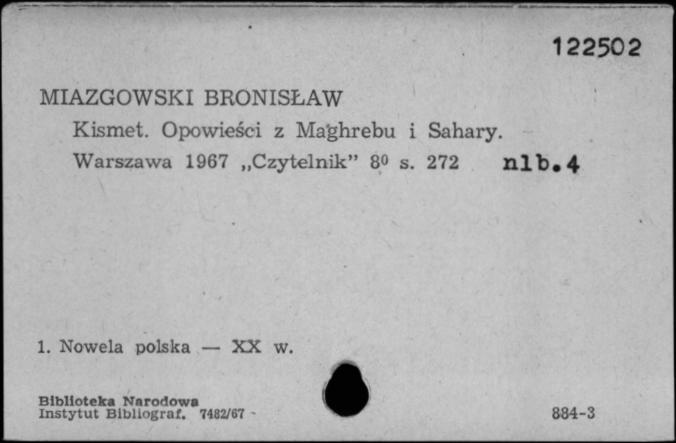 122502
MIAZGOWSKI BRONISŁAW
Kismet. Opowieści z Maghrebu i Sahary.
Warszawa 1967 „Czytelnik” 8⁰ s. 272 nlb.4
1. Nowela polska — XX w.
Biblioteka Narodowa
Instytut Bibliograf. 7482/67
884-3